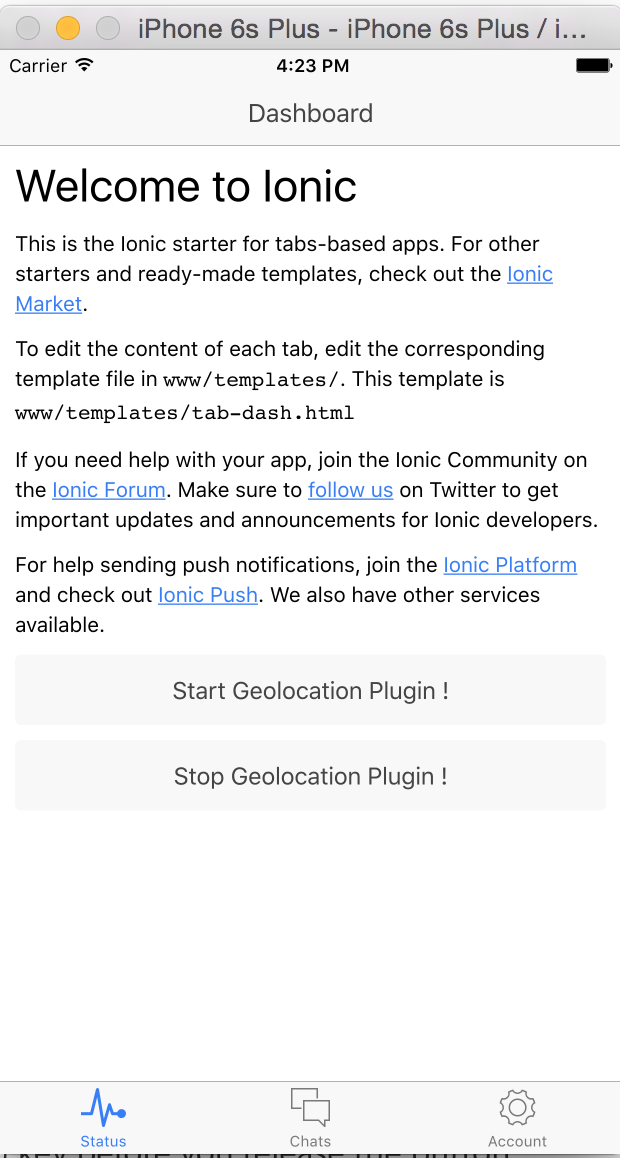 iPhone 6s Plus - iPhone 6s Plus / i...
Carrier 4:23 PM
Dashboard
Welcome to Ionic
This is the Ionic starter for tabs-based apps. For other
starters and ready-made templates, check out the Ionic
Market.
To edit the content of each tab, edit the corresponding
template file in www/templates/. This template is
www/templates/tab-dash.html
If you need help with your app, join the Ionic Community on
the Ionic Forum. Make sure to follow us on Twitter to get
important updates and announcements for Ionic developers.
For help sending push notifications, join the Ionic Platform
and check out Ionic Push. We also have other services
available.
Start Geolocation Plugin !
Stop Geolocation Plugin !
Status Chats Account
key before you release the button